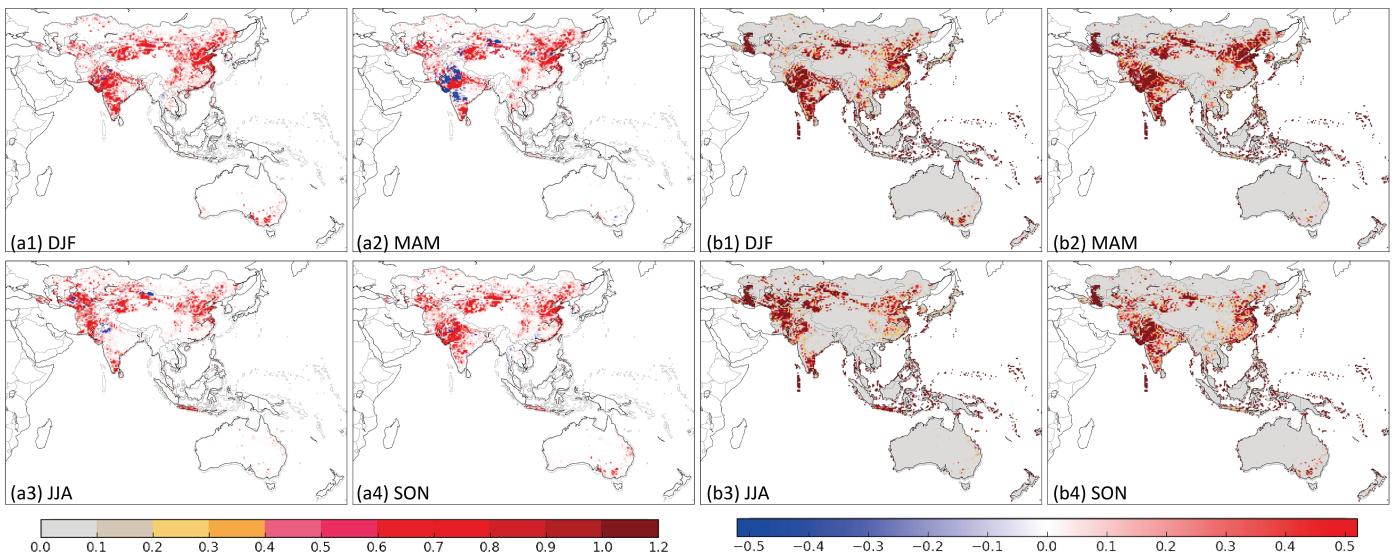 (a1) DJF
(a2) MAM
(b1) DJF
(b2) MAM
(a3) JJA
(a4) SON
(b3) JJA
(b4) SON
0.0 0.1 0.2 0.3 0.4 0.5 0.6 0.7 0.8 0.9 1.0 1.2
−0.5 −0.4 −0.3 −0.2 −0.1 0.0 0.1 0.2 0.3 0.4 0.5